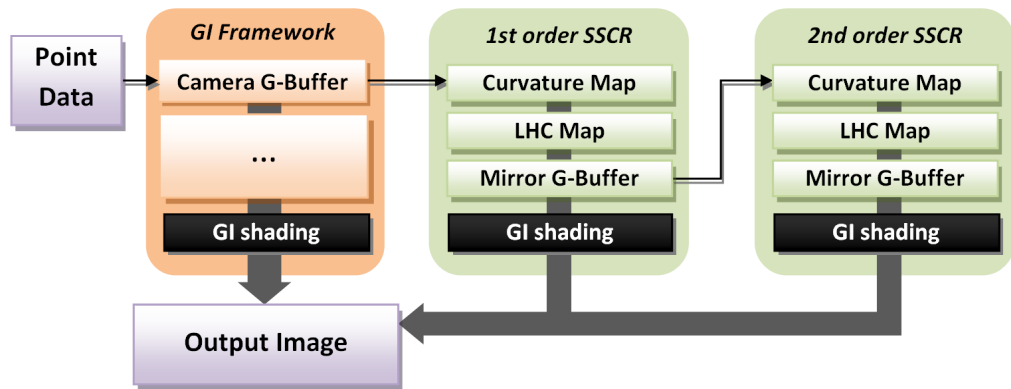 Point
Data
GI Framework
Camera G-Buffer
...
GI shading
1st order SSCR
Curvature Map
LHC Map
Mirror G-Buffer
GI shading
2nd order SSCR
Curvature Map
LHC Map
Mirror G-Buffer
GI shading
Output Image